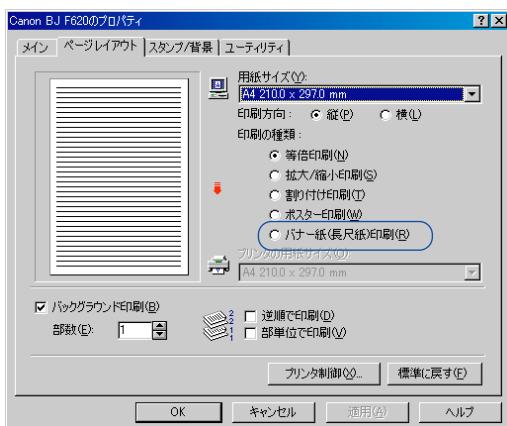 Canon BJ F620のプロパティ
メイン ページレイアウト スタンプ/背景 ユーティリティ
用紙サイズ(Y):
A4 210.0 x 297.0 mm
印刷方向: 縦(P) 横(L)
印刷の種類:
等倍印刷(N)
拡大/縮小印刷(S)
割り付け印刷(T)
ポスター印刷(W)
バナー紙(長尺紙)印刷(R)
プリンタの用紙サイズ(Q):
A4 210.0 x 297.0 mm
バックグラウンド印刷(B)
部数(E): 1
2 2 1 1
逆順で印刷(D)
部単位で印刷(V)
プリンタ制御(X)... 標準に戻す(F)
OK キャンセル 適用(A) ヘルプ